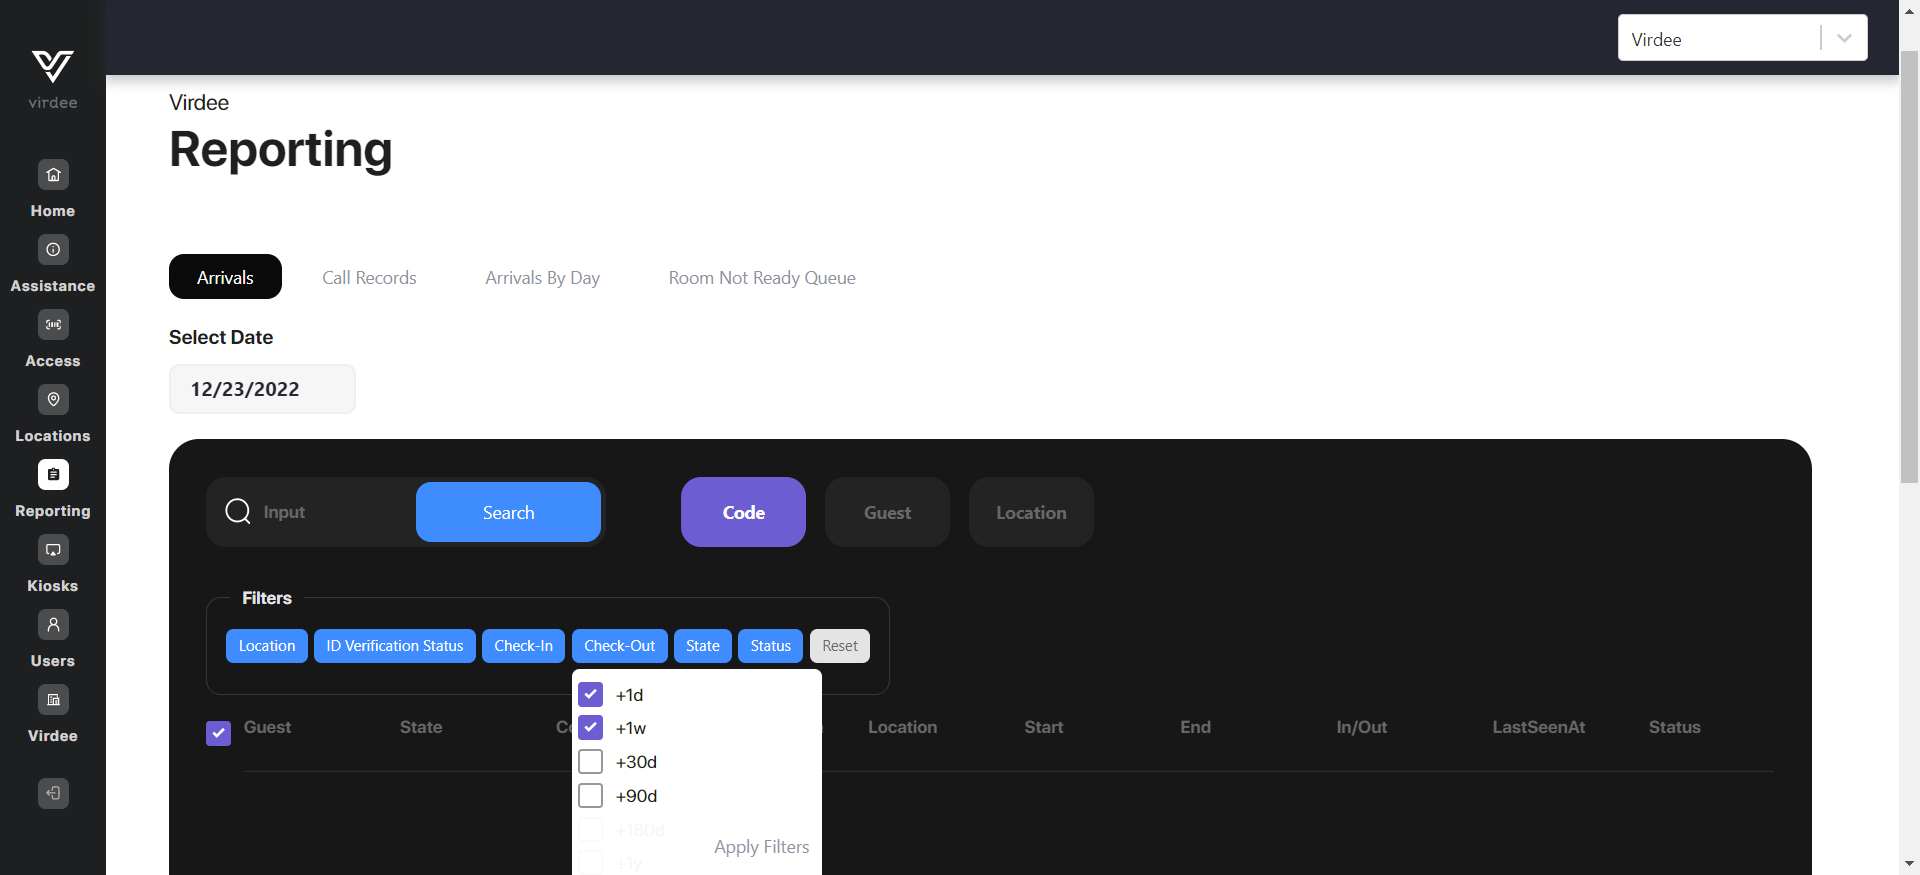 Virdee
virdee
Virdee
Reporting
Home
Assistance
Access
Locations
Reporting
Kiosks
Users
Virdee
Arrivals
Call Records
Arrivals By Day
Room Not Ready Queue
Select Date
12/23/2022
Input
Search
Code
Guest
Location
Filters
Location
ID Verification Status
Check-In
Check-Out
State
Status
Reset
+1d
+1w
+30d
+90d
+180d
+1y
Apply Filters
Guest
State
Location
Start
End
In/Out
LastSeenAt
Status